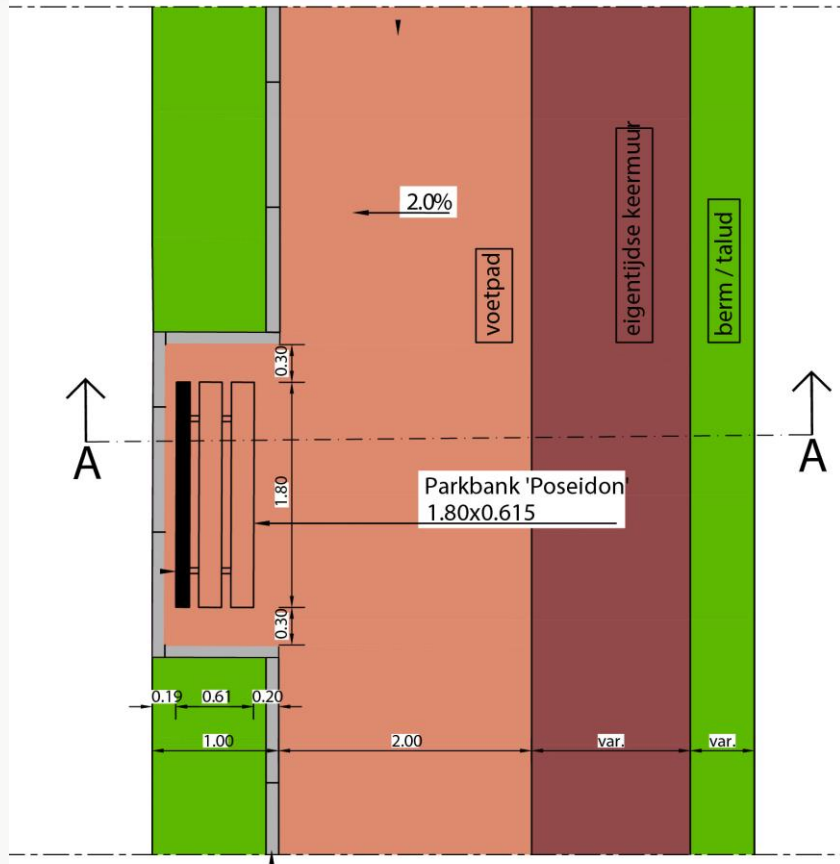 2.0%
voetpad
eigentijdse keermuur
berm / talud
0.30
A
A
1.80
Parkbank 'Poseidon'
1.80x0.615
0.30
0.19
0.61
0.20
1.00
2.00
var.
var.